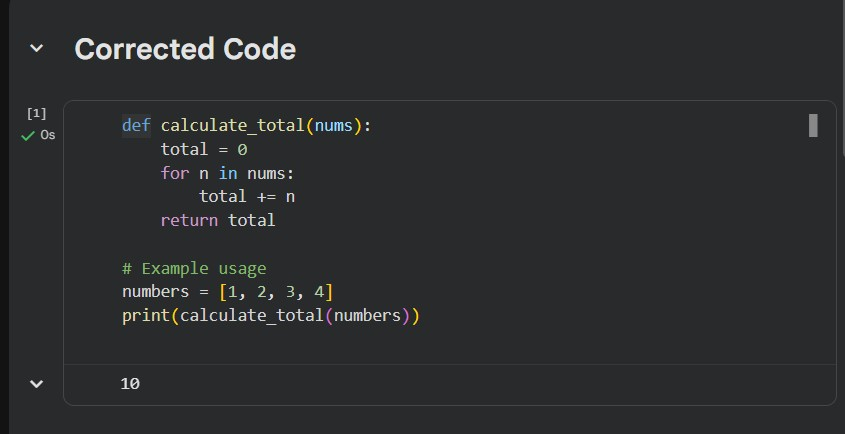 Corrected Code
[1]
0s
def calculate_total(nums):
    total = 0
    for n in nums:
        total += n
    return total

# Example usage
numbers = [1, 2, 3, 4]
print(calculate_total(numbers))
10